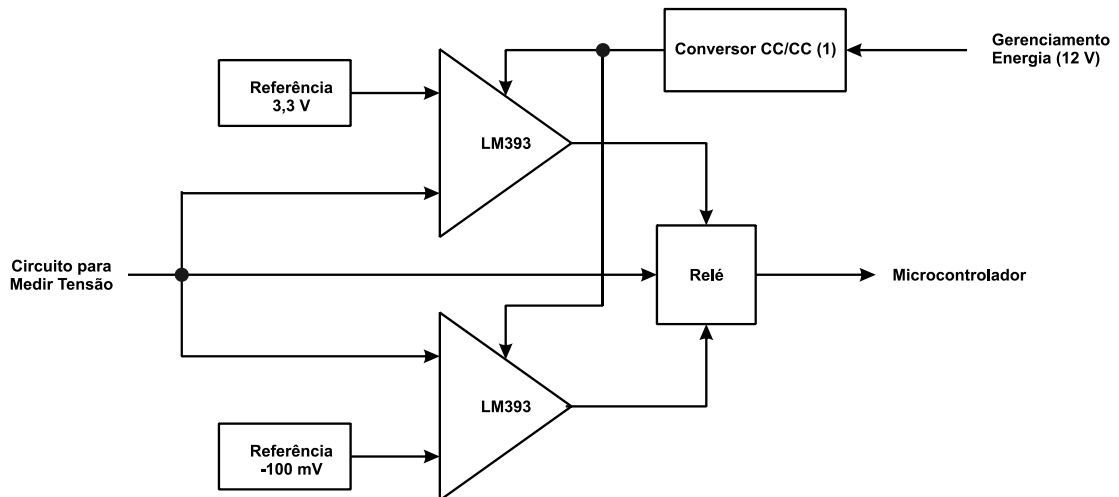 Conversor CC/CC (1)
Gerenciamento
Energia (12 V)
Referência
3,3 V
LM393
Circuito para
Medir Tensão
Relé
Microcontrolador
LM393
Referência
-100 mV